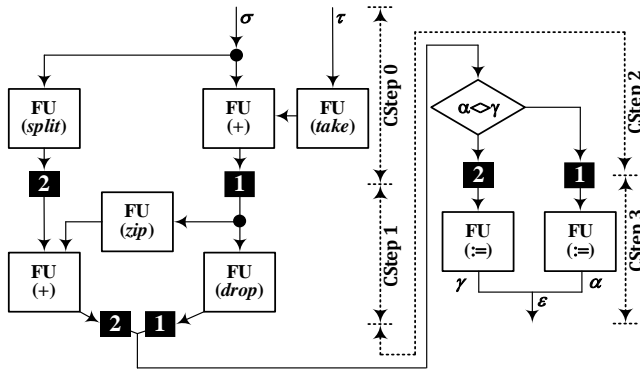 σ
τ
FU
(split)
FU
(+)
FU
(take)
CStep 0
2
1
FU
(zip)
FU
(+)
FU
(drop)
CStep 1
2
1
α<>γ
CStep 2
2
1
FU
(:=)
FU
(:=)
CStep 3
γ
α
ε